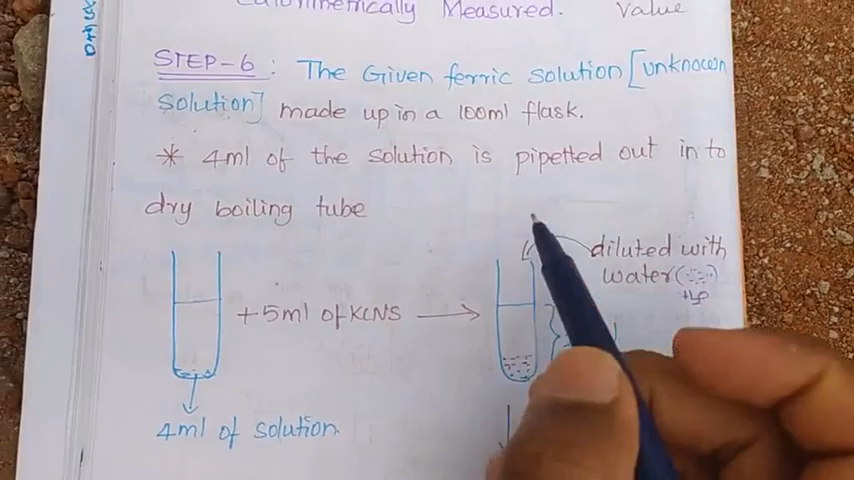 Calorimetrically Measured. value
STEP-6 : The Given ferric solution [unknown
solution] made up in a 100ml flask.
* 4ml of the solution is pipetted out in to
dry boiling tube
diluted with
water
+5ml of KCNS
4ml of solution